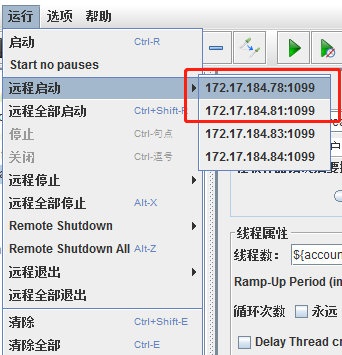 运行 选项 帮助
启动 Ctrl-R
Start no pauses
远程启动
172.17.184.78:1099
远程全部启动 Ctrl+Shift-
172.17.184.81:1099
停止 Ctrl-句点
172.17.184.83:1099
关闭 Ctrl-逗号
172.17.184.84:1099
远程停止
远程全部停止 Alt-X
Remote Shutdown
Remote Shutdown All Alt-Z
远程退出
远程全部退出
清除 Ctrl+Shift-E
清除全部 Ctrl-E
线程属性
线程数: ${accou
Ramp-Up Period (in
循环次数 永远
Delay Thread cr